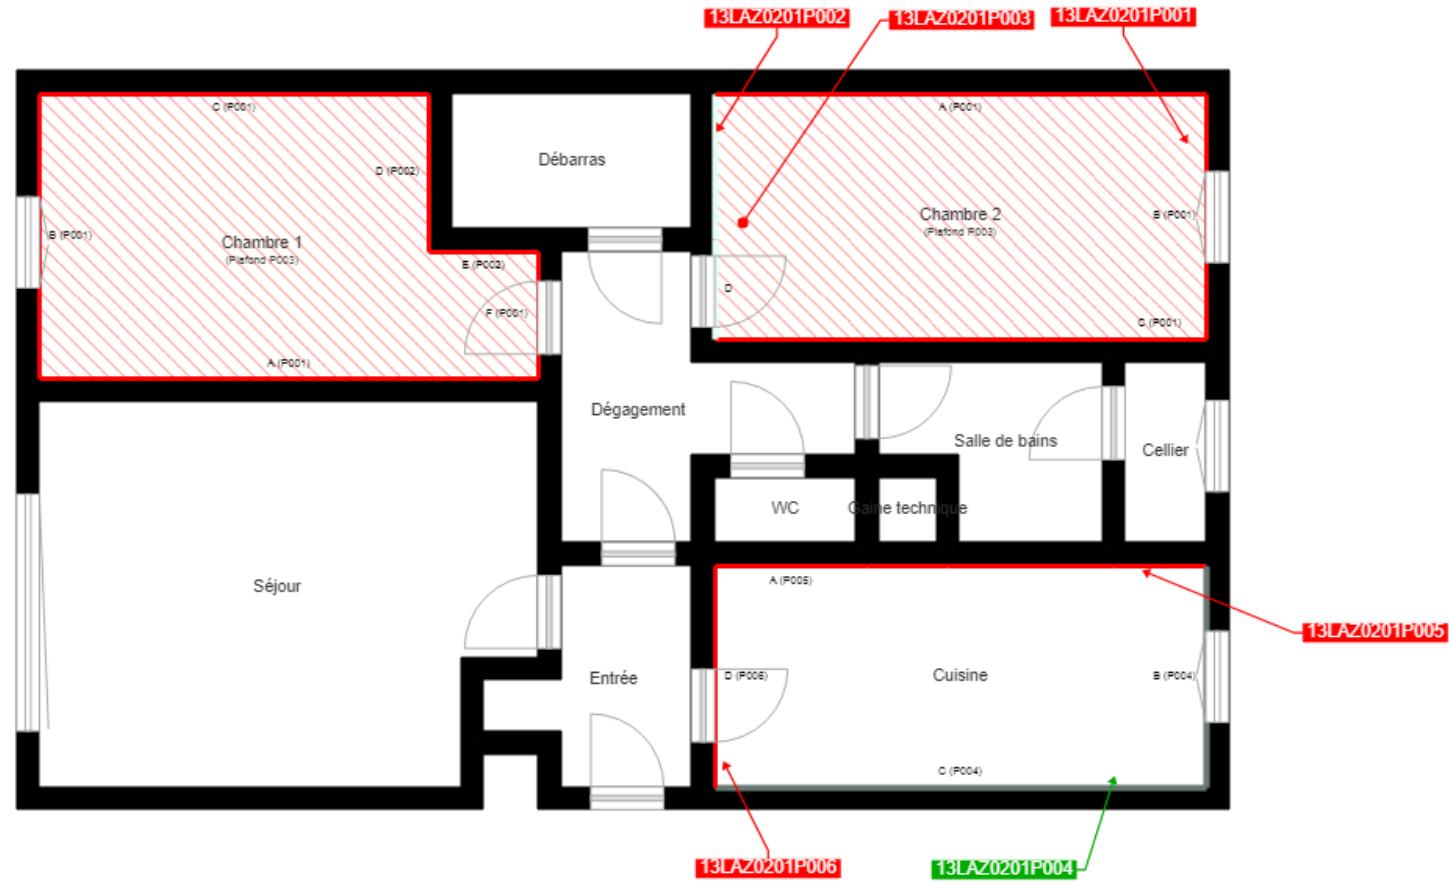 13LAZ0201P002
13LAZ0201P003
13LAZ0201P001
C (P001)
A (P001)
D (P002)
Débarras
B (P001)
Chambre 1
(Plafond P003)
Chambre 2
(Plafond P003)
B (P001)
E (P002)
D
F (P001)
C (P001)
A (P001)
Dégagement
Salle de bains
Cellier
WC
Gaine technique
Séjour
A (P005)
13LAZ0201P005
Entrée
D (P006)
Cuisine
B (P004)
C (P004)
13LAZ0201P006
13LAZ0201P004